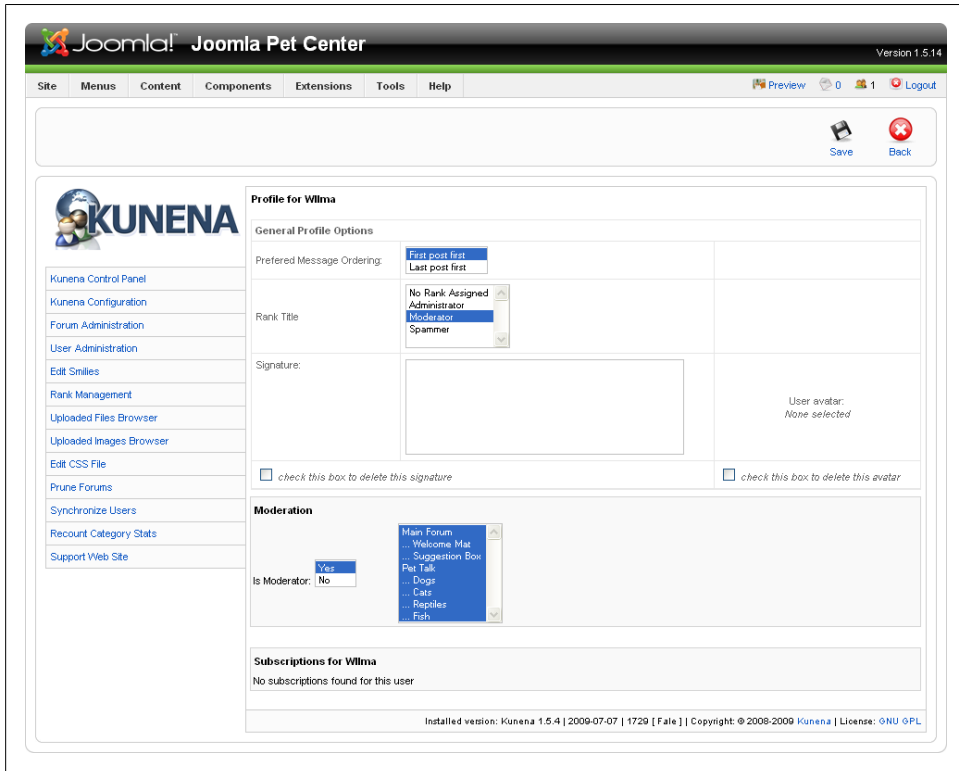 Joomla! Joomla Pet Center
Version 1.5.14
Site Menus Content Components Extensions Tools Help Preview 0 1 Logout
Save Back
KUNENA
Kunena Control Panel
Kunena Configuration
Forum Administration
User Administration
Edit Smilies
Rank Management
Uploaded Files Browser
Uploaded Images Browser
Edit CSS File
Prune Forums
Synchronize Users
Recount Category Stats
Support Web Site
Profile for WIlma
General Profile Options
Prefered Message Ordering:
First post first
Last post first
Rank Title
No Rank Assigned
Administrator
Moderator
Spammer
Signature:
User avatar:
None selected
check this box to delete this signature
check this box to delete this avatar
Moderation
Is Moderator:
Yes
No
Main Forum
... Welcome Mat
... Suggestion Box
Pet Talk
... Dogs
... Cats
... Reptiles
... Fish
Subscriptions for WIlma
No subscriptions found for this user
Installed version: Kunena 1.5.4 | 2009-07-07 | 1729 [ Fale ] | Copyright: © 2008-2009 Kunena | License: GNU GPL